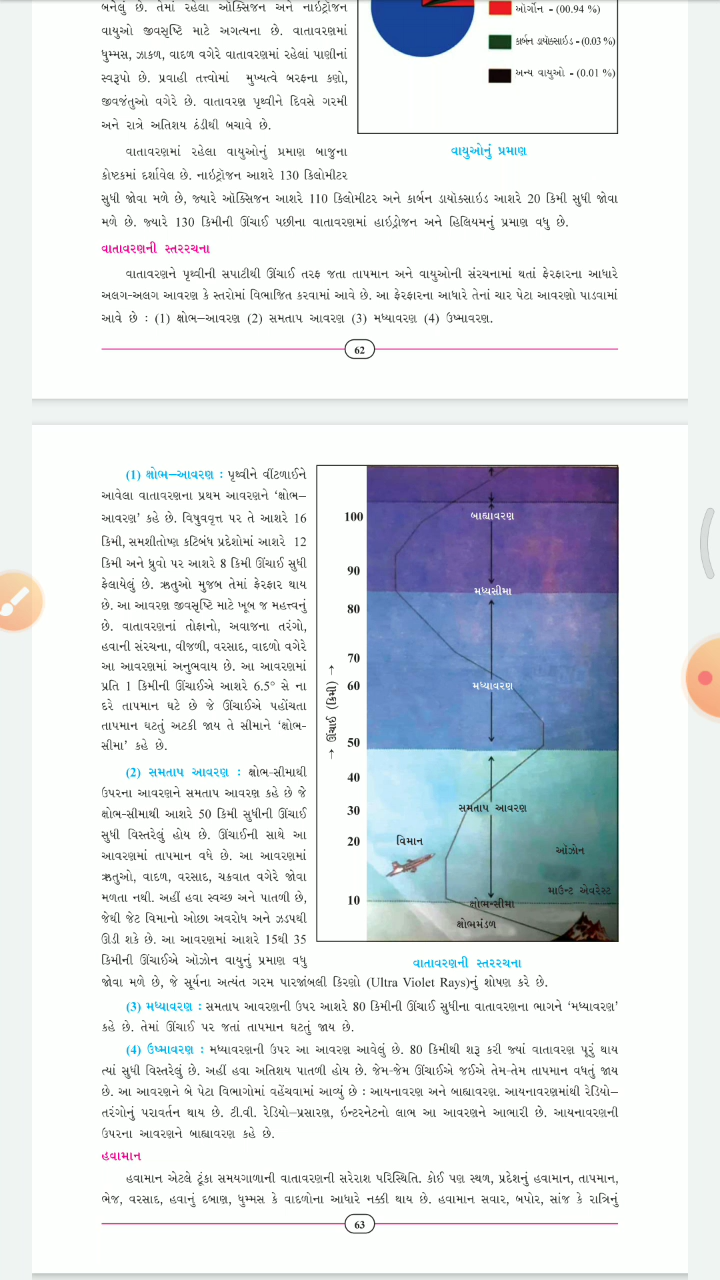 બનેલું છે. તેમાં રહેલા ઑક્સિજન અને નાઇટ્રોજન
વાયુઓ જીવસૃષ્ટિ માટે અગત્યના છે. વાતાવરણમાં
ધુમ્મસ, ઝાકળ, વાદળ વગેરે વાતાવરણમાં રહેલાં પાણીનાં
સ્વરૂપો છે. પ્રવાહી તત્ત્વોમાં મુખ્યત્વે બરફના કણો,
જીવજંતુઓ વગેરે છે. વાતાવરણ પૃથ્વીને દિવસે ગરમી
અને રાત્રે અતિશય ઠંડીથી બચાવે છે.
ઓર્ગોન - (00.94 %)
કાર્બન ડાયોક્સાઇડ - (0.03 %)
અન્ય વાયુઓ - (0.01 %)
વાયુઓનું પ્રમાણ
વાતાવરણમાં રહેલા વાયુઓનું પ્રમાણ બાજુના
કોષ્ટકમાં દર્શાવેલ છે. નાઇટ્રોજન આશરે 130 કિલોમીટર
સુધી જોવા મળે છે, જ્યારે ઑક્સિજન આશરે 110 કિલોમીટર અને કાર્બન ડાયૉક્સાઇડ આશરે 20 કિમી સુધી જોવા
મળે છે. જ્યારે 130 કિમીની ઊંચાઈ પછીના વાતાવરણમાં હાઇડ્રોજન અને હિલિયમનું પ્રમાણ વધુ છે.
વાતાવરણની સ્તરરચના
વાતાવરણને પૃથ્વીની સપાટીથી ઊંચાઈ તરફ જતા તાપમાન અને વાયુઓની સંરચનામાં થતાં ફેરફારના આધારે
અલગ-અલગ આવરણ કે સ્તરોમાં વિભાજિત કરવામાં આવે છે. આ ફેરફારના આધારે તેનાં ચાર પેટા આવરણો પાડવામાં
આવે છે : (1) ક્ષોભ–આવરણ (2) સમતાપ આવરણ (3) મધ્યાવરણ (4) ઉષ્માવરણ.
62
(1) ક્ષોભ–આવરણ : પૃથ્વીને વીંટળાઈને
આવેલા વાતાવરણના પ્રથમ આવરણને ‘ક્ષોભ–
આવરણ’ કહે છે. વિષુવવૃત્ત પર તે આશરે 16
કિમી, સમશીતોષ્ણ કટિબંધ પ્રદેશોમાં આશરે 12
કિમી અને ધ્રુવો પર આશરે 8 કિમી ઊંચાઈ સુધી
ફેલાયેલું છે. ઋતુઓ મુજબ તેમાં ફેરફાર થાય
છે. આ આવરણ જીવસૃષ્ટિ માટે ખૂબ જ મહત્ત્વનું
છે. વાતાવરણનાં તોફાનો, અવાજના તરંગો,
હવાની સંરચના, વીજળી, વરસાદ, વાદળો વગેરે
આ આવરણમાં અનુભવાય છે. આ આવરણમાં
પ્રતિ 1 કિમીની ઊંચાઈએ આશરે 6.5° સે ના
દરે તાપમાન ઘટે છે જે ઊંચાઈએ પહોંચતા
તાપમાન ઘટતું અટકી જાય તે સીમાને ‘ક્ષોભ-
સીમા’ કહે છે.
(2) સમતાપ આવરણ : ક્ષોભ-સીમાથી
ઉપરના આવરણને સમતાપ આવરણ કહે છે જે
ક્ષોભ-સીમાથી આશરે 50 કિમી સુધીની ઊંચાઈ
સુધી વિસ્તરેલું હોય છે. ઊંચાઈની સાથે આ
આવરણમાં તાપમાન વધે છે. આ આવરણમાં
ઋતુઓ, વાદળ, વરસાદ, ચક્રવાત વગેરે જોવા
મળતા નથી. અહીં હવા સ્વચ્છ અને પાતળી છે,
જેથી જેટ વિમાનો ઓછા અવરોધ અને ઝડપથી
ઊડી શકે છે. આ આવરણમાં આશરે 15થી 35
કિમીની ઊંચાઈએ ઑઝોન વાયુનું પ્રમાણ વધુ
જોવા મળે છે, જે સૂર્યના અત્યંત ગરમ પારજાંબલી કિરણો (Ultra Violet Rays)નું શોષણ કરે છે.
100
90
80
70
60
50
40
30
20
10
→ ઊંચાઈ (કિમી) →
બાહ્યાવરણ
મધ્યસીમા
મધ્યાવરણ
સમતાપ આવરણ
વિમાન
ઑઝોન
માઉન્ટ એવરેસ્ટ
ક્ષોભ-સીમા
ક્ષોભમંડળ
વાતાવરણની સ્તરરચના
(3) મધ્યાવરણ : સમતાપ આવરણની ઉપર આશરે 80 કિમીની ઊંચાઈ સુધીના વાતાવરણના ભાગને ‘મધ્યાવરણ’
કહે છે. તેમાં ઊંચાઈ પર જતાં તાપમાન ઘટતું જાય છે.
(4) ઉષ્માવરણ : મધ્યાવરણની ઉપર આ આવરણ આવેલું છે. 80 કિમીથી શરૂ કરી જ્યાં વાતાવરણ પૂરું થાય
ત્યાં સુધી વિસ્તરેલું છે. અહીં હવા અતિશય પાતળી હોય છે. જેમ-જેમ ઊંચાઈએ જઈએ તેમ-તેમ તાપમાન વધતું જાય
છે. આ આવરણને બે પેટા વિભાગોમાં વહેંચવામાં આવ્યું છે : આયનાવરણ અને બાહ્યાવરણ. આયનાવરણમાંથી રેડિયો–
તરંગોનું પરાવર્તન થાય છે. ટી.વી. રેડિયો–પ્રસારણ, ઇન્ટરનેટનો લાભ આ આવરણને આભારી છે. આયનાવરણની
ઉપરના આવરણને બાહ્યાવરણ કહે છે.
હવામાન
હવામાન એટલે ટૂંકા સમયગાળાની વાતાવરણની સરેરાશ પરિસ્થિતિ. કોઈ પણ સ્થળ, પ્રદેશનું હવામાન, તાપમાન,
ભેજ, વરસાદ, હવાનું દબાણ, ધુમ્મસ કે વાદળોના આધારે નક્કી થાય છે. હવામાન સવાર, બપોર, સાંજ કે રાત્રિનું
63